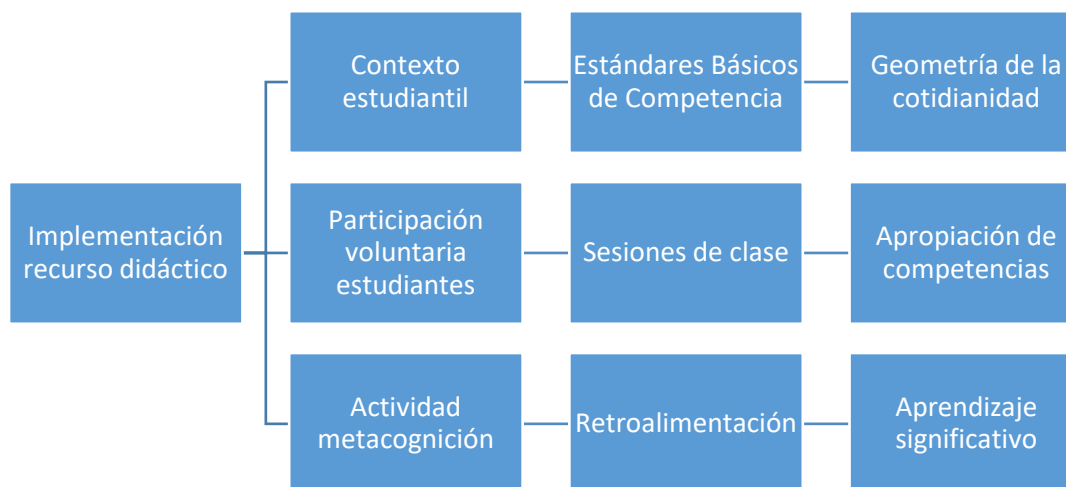 Contexto
estudiantil
Estándares Básicos
de Competencia
Geometría de la
cotidianidad
Implementación
recurso didáctico
Participación
voluntaria
estudiantes
Sesiones de clase
Apropiación de
competencias
Actividad
metacognición
Retroalimentación
Aprendizaje
significativo